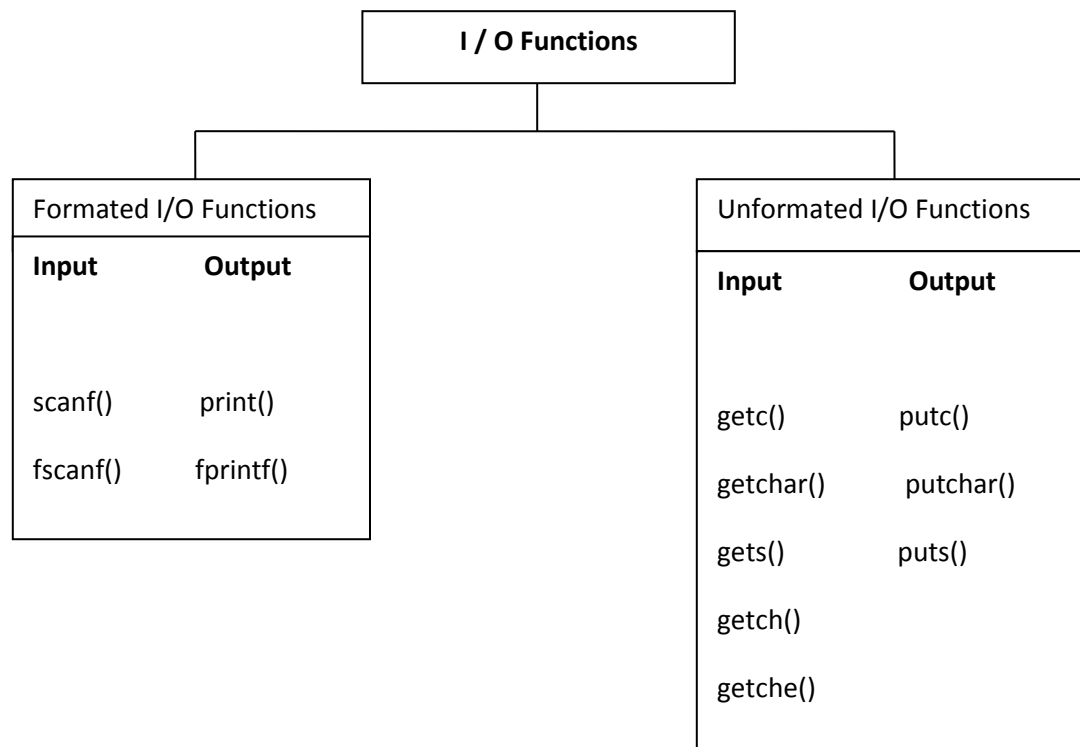 I / O Functions
Formated I/O Functions
Input Output
scanf() print()
fscanf() fprintf()
Unformated I/O Functions
Input Output
getc() putc()
getchar() putchar()
gets() puts()
getch()
getche()